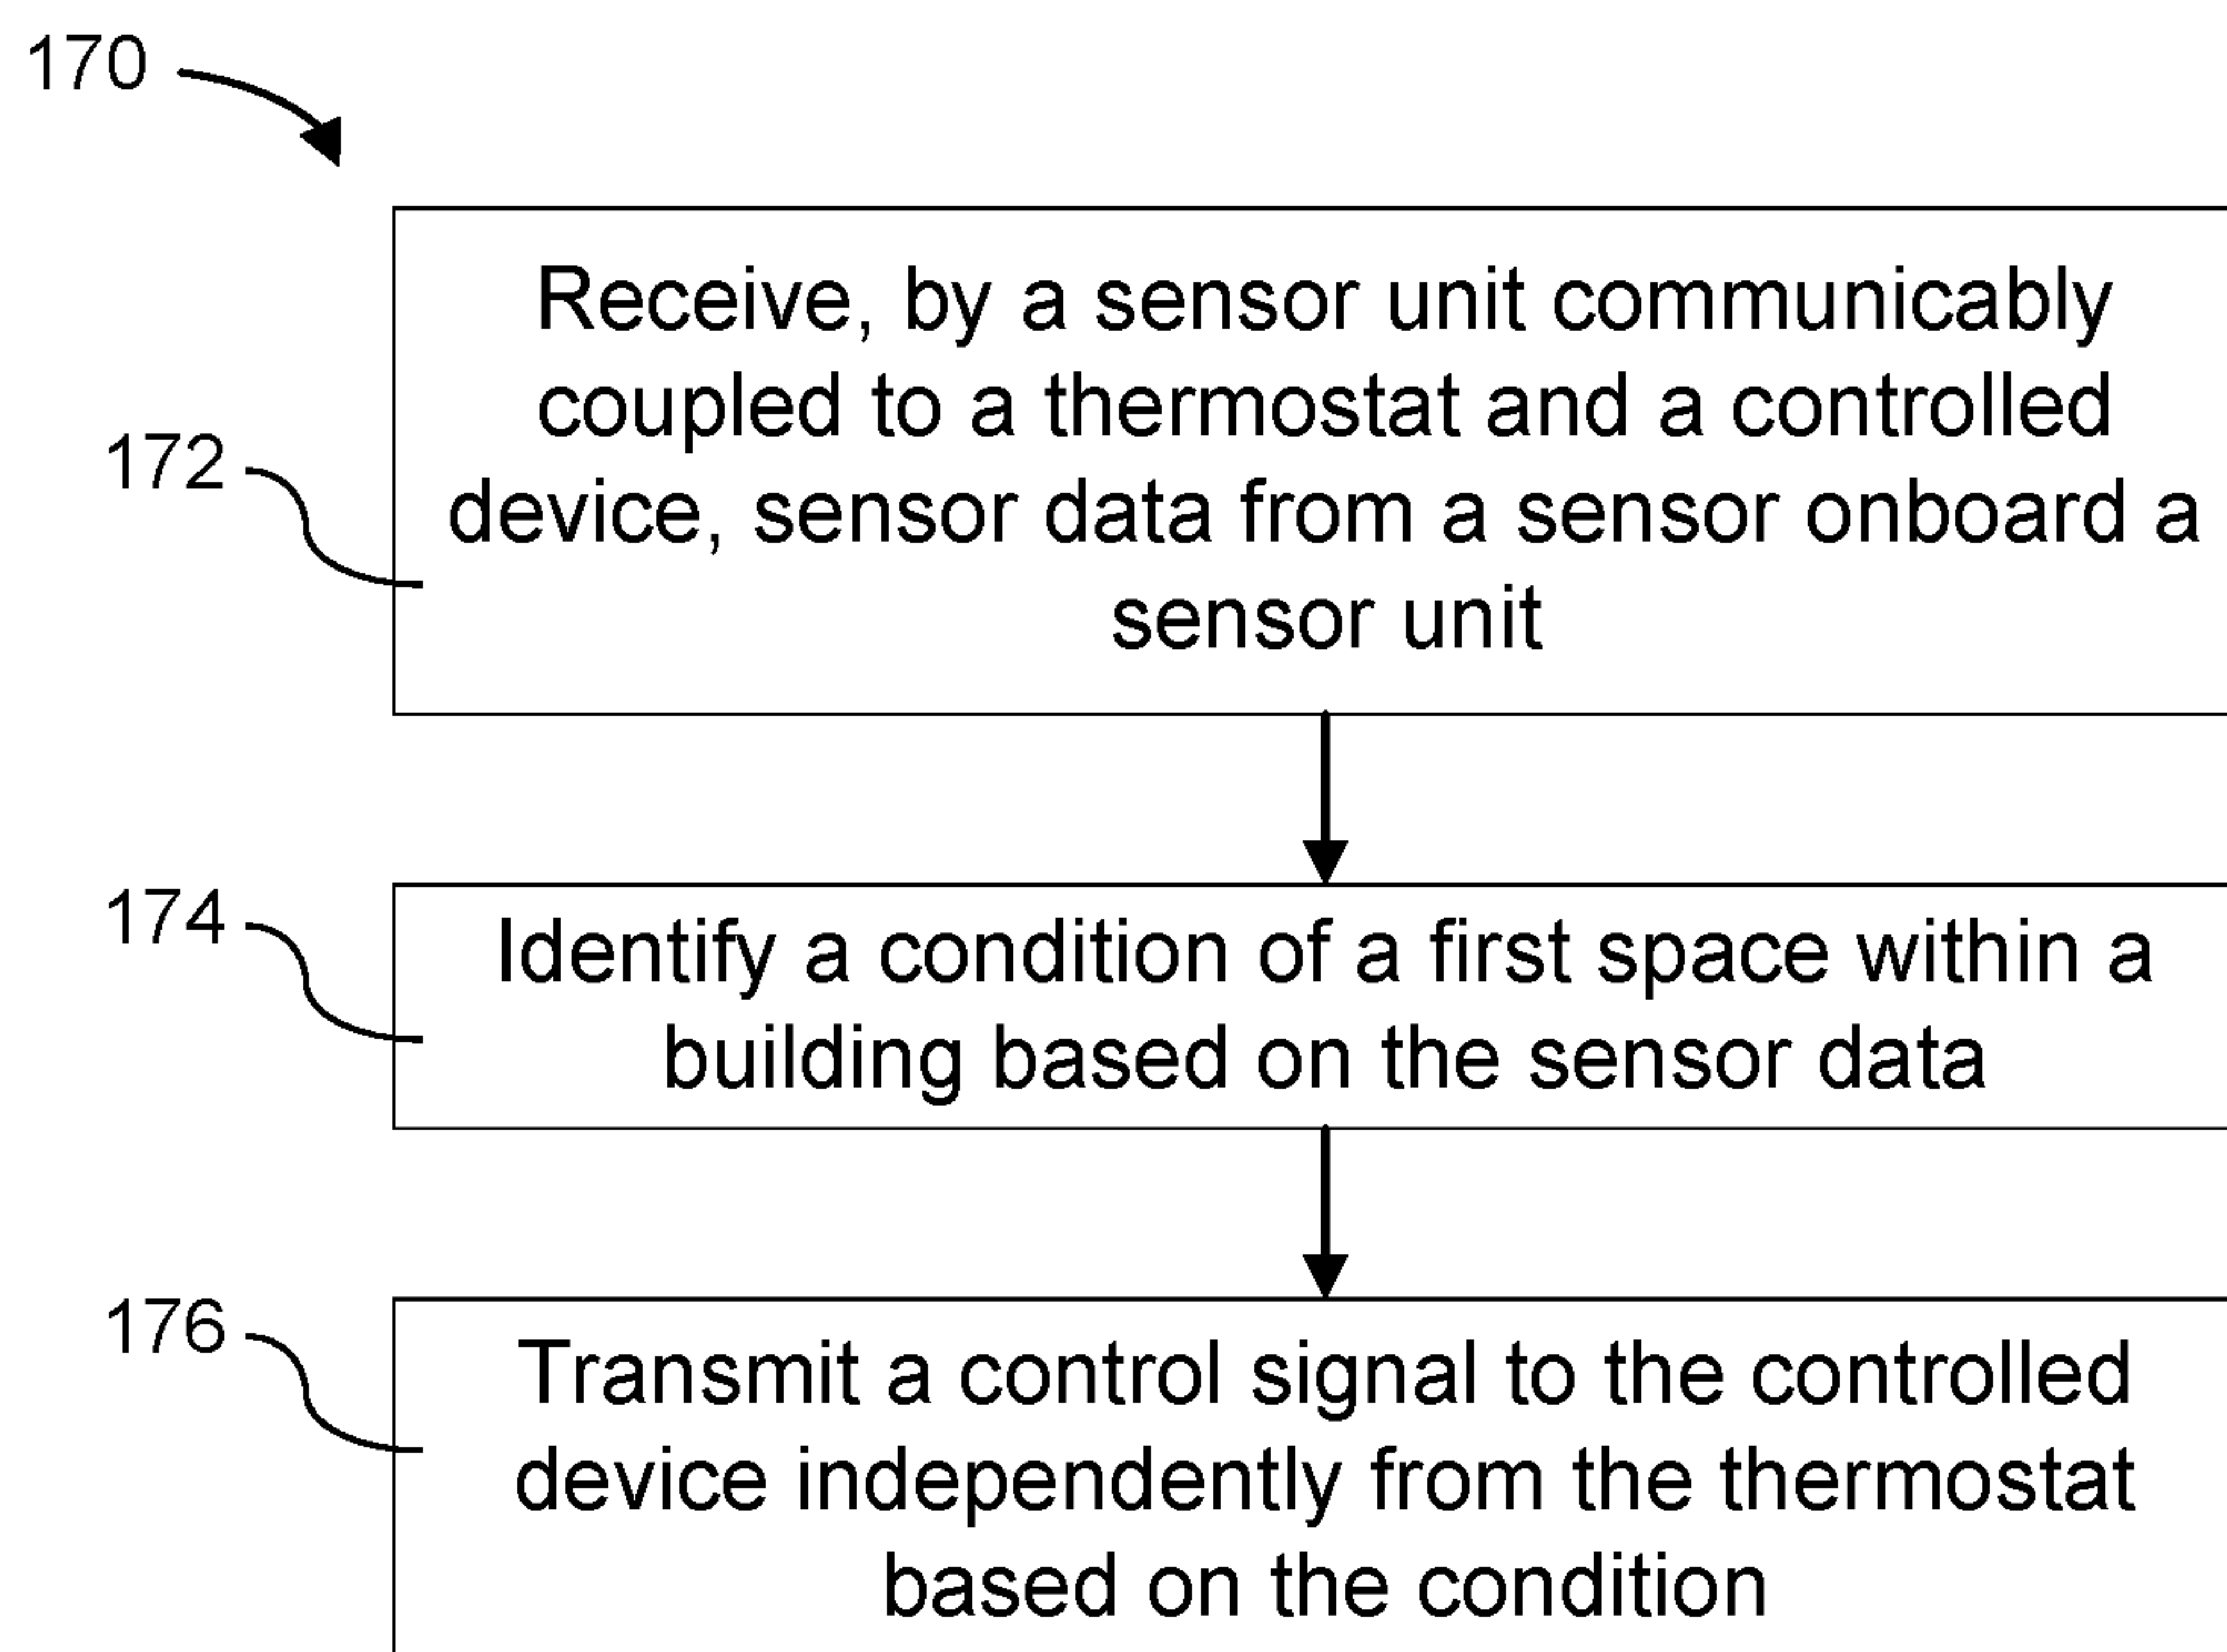 170
Receive, by a sensor unit communicably
coupled to a thermostat and a controlled
172
device, sensor data from a sensor onboard a
sensor unit
174
Identify a condition of a first space within a
building based on the sensor data
176
Transmit a control signal to the controlled
device independently from the thermostat
based on the condition